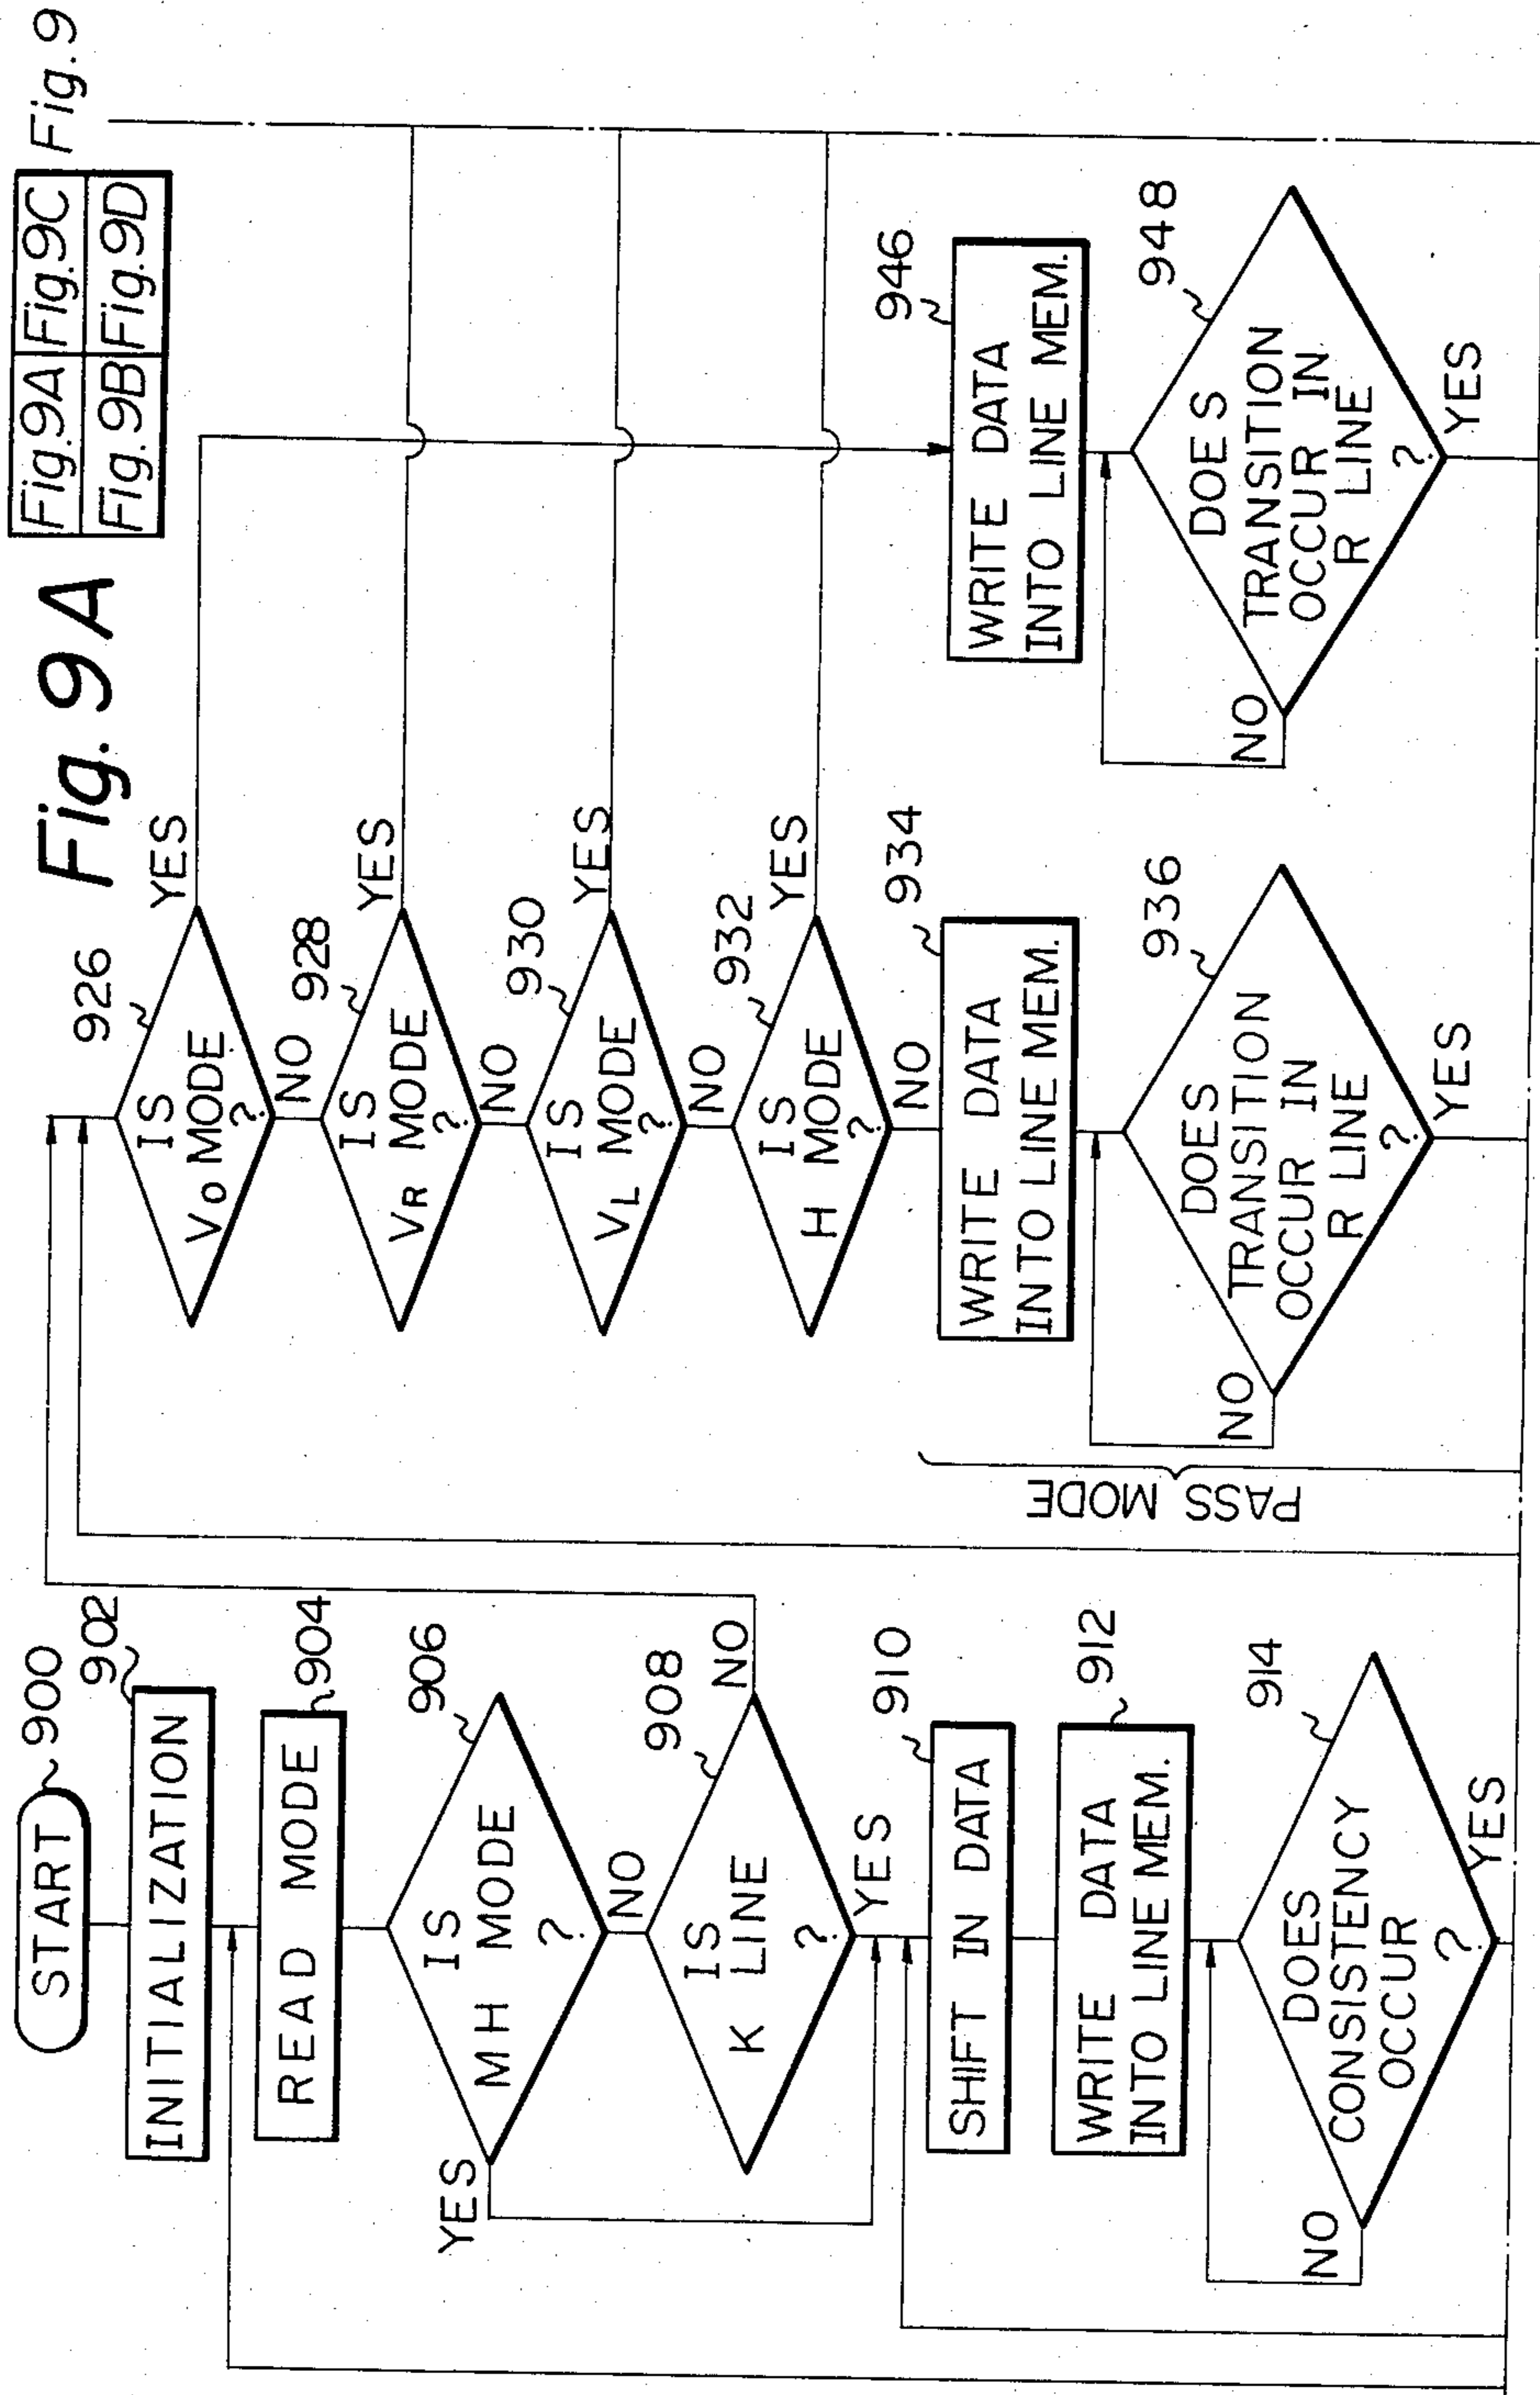 Fig. 9A
Fig.9A Fig.9C
Fig.9B Fig.9D
Fig.9
START
900
INITIALIZATION
902
READ MODE
904
IS
MH MODE
?
906
YES
NO
IS
K LINE
?
908
NO
YES
SHIFT IN DATA
910
WRITE DATA
INTO LINE MEM.
912
DOES
CONSISTENCY
OCCUR
?
914
NO
YES
IS
VO MODE
?
926
YES
NO
IS
VR MODE
?
928
YES
NO
IS
VL MODE
?
930
YES
NO
IS
H MODE
?
932
YES
NO
WRITE DATA
INTO LINE MEM.
934
DOES
TRANSITION
OCCUR IN
R LINE
?
936
NO
YES
PASS MODE
WRITE DATA
INTO LINE MEM.
946
DOES
TRANSITION
OCCUR IN
R LINE
?
948
NO
YES